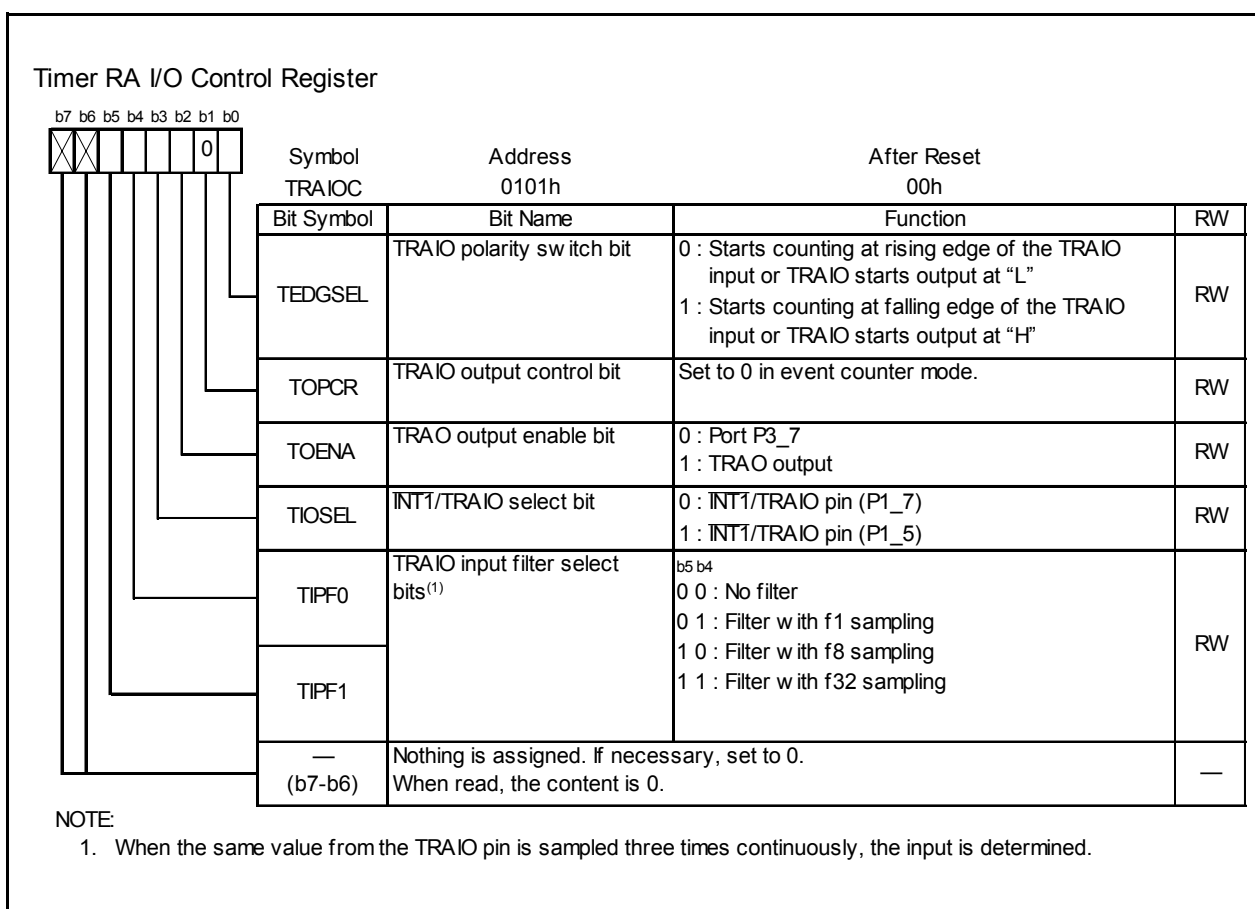 Timer RA I/O Control Register
b7 b6 b5 b4 b3 b2 b1 b0
0
Symbol Address After Reset
TRAIOC 0101h 00h
Bit Symbol Bit Name Function RW
TEDGSEL TRAIO polarity switch bit 0 : Starts counting at rising edge of the TRAIO
input or TRAIO starts output at “L”
1 : Starts counting at falling edge of the TRAIO
input or TRAIO starts output at “H”
RW
TOPCR TRAIO output control bit Set to 0 in event counter mode. RW
TOENA TRAO output enable bit 0 : Port P3_7
1 : TRAO output
RW
TIOSEL INT1/TRAIO select bit 0 : INT1/TRAIO pin (P1_7)
1 : INT1/TRAIO pin (P1_5)
RW
TIPF0 TRAIO input filter select
bits(1)
b5 b4
0 0 : No filter
0 1 : Filter with f1 sampling
1 0 : Filter with f8 sampling
1 1 : Filter with f32 sampling
RW
TIPF1
—
(b7-b6)
Nothing is assigned. If necessary, set to 0.
When read, the content is 0.
—
NOTE:
1. When the same value from the TRAIO pin is sampled three times continuously, the input is determined.